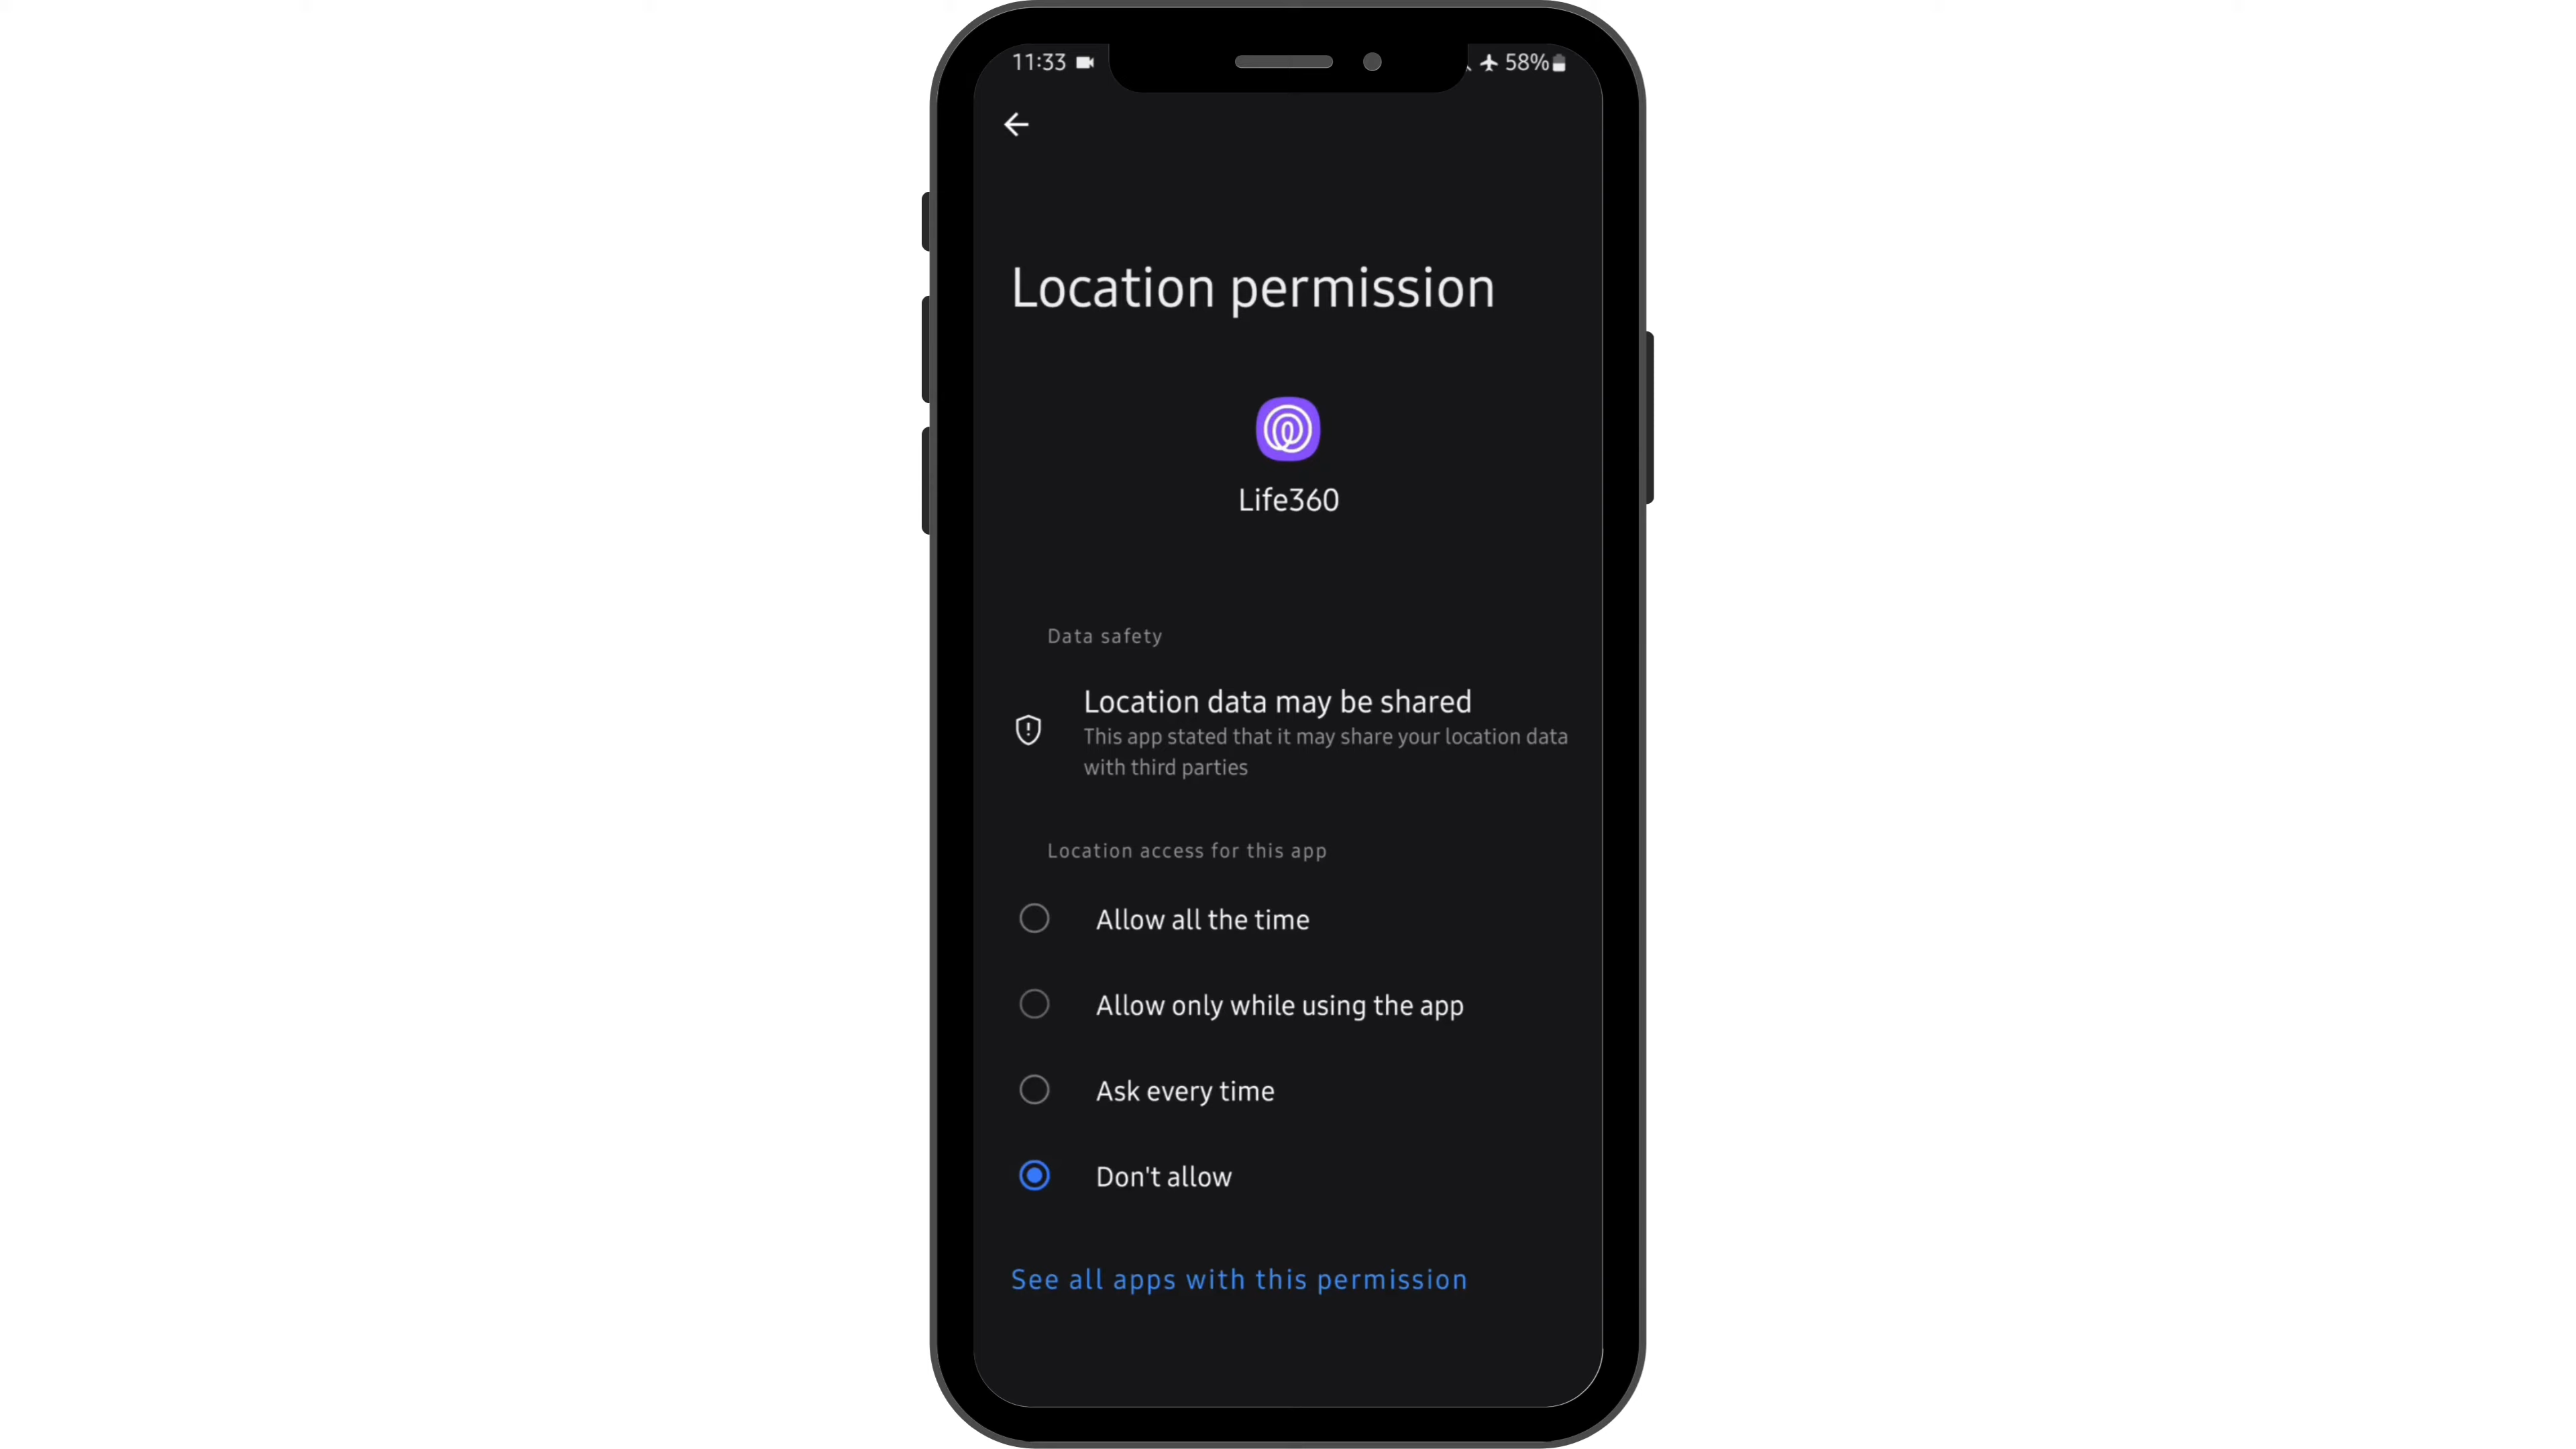 11:33
58%
Location permission
Life360
Data safety
Location data may be shared
This app stated that it may share your location data
with third parties
Location access for this app
Allow all the time
Allow only while using the app
Ask every time
Don't allow
See all apps with this permission